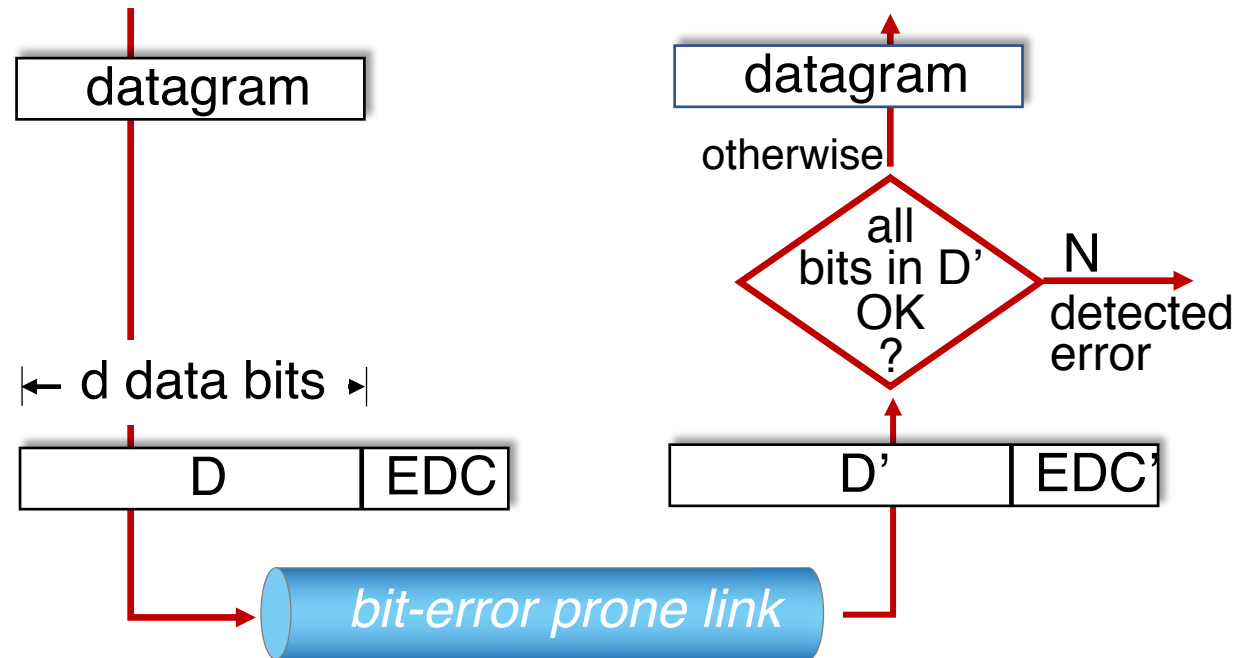 datagram
d data bits
D
EDC
bit-error prone link
datagram
otherwise
all
bits in D’
OK
?
N
detected
error
D’
EDC’